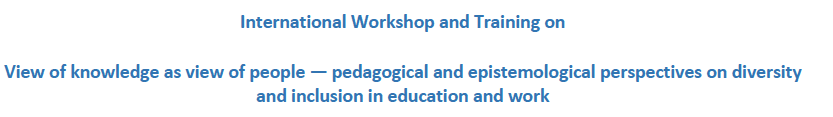 International Workshop and Training on
View of knowledge as view of people — pedagogical and epistemological perspectives on diversity
and inclusion in education and work